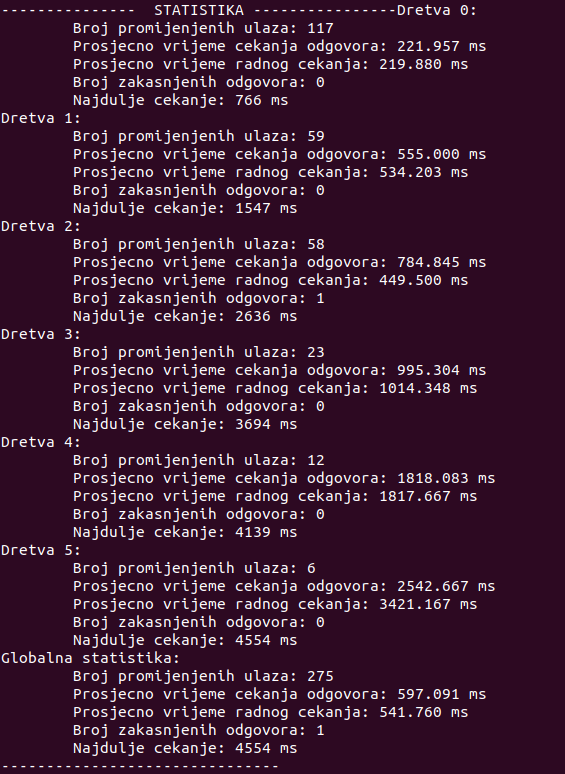 ---------------  STATISTIKA ----------------Dretva 0:
        Broj promijenjenih ulaza: 117
        Prosjecno vrijeme cekanja odgovora: 221.957 ms
        Prosjecno vrijeme radnog cekanja: 219.880 ms
        Broj zakasnjenih odgovora: 0
        Najdulje cekanje: 766 ms
Dretva 1:
        Broj promijenjenih ulaza: 59
        Prosjecno vrijeme cekanja odgovora: 555.000 ms
        Prosjecno vrijeme radnog cekanja: 534.203 ms
        Broj zakasnjenih odgovora: 0
        Najdulje cekanje: 1547 ms
Dretva 2:
        Broj promijenjenih ulaza: 58
        Prosjecno vrijeme cekanja odgovora: 784.845 ms
        Prosjecno vrijeme radnog cekanja: 449.500 ms
        Broj zakasnjenih odgovora: 1
        Najdulje cekanje: 2636 ms
Dretva 3:
        Broj promijenjenih ulaza: 23
        Prosjecno vrijeme cekanja odgovora: 995.304 ms
        Prosjecno vrijeme radnog cekanja: 1014.348 ms
        Broj zakasnjenih odgovora: 0
        Najdulje cekanje: 3694 ms
Dretva 4:
        Broj promijenjenih ulaza: 12
        Prosjecno vrijeme cekanja odgovora: 1818.083 ms
        Prosjecno vrijeme radnog cekanja: 1817.667 ms
        Broj zakasnjenih odgovora: 0
        Najdulje cekanje: 4139 ms
Dretva 5:
        Broj promijenjenih ulaza: 6
        Prosjecno vrijeme cekanja odgovora: 2542.667 ms
        Prosjecno vrijeme radnog cekanja: 3421.167 ms
        Broj zakasnjenih odgovora: 0
        Najdulje cekanje: 4554 ms
Globalna statistika:
        Broj promijenjenih ulaza: 275
        Prosjecno vrijeme cekanja odgovora: 597.091 ms
        Prosjecno vrijeme radnog cekanja: 541.760 ms
        Broj zakasnjenih odgovora: 1
        Najdulje cekanje: 4554 ms
-------------------------------